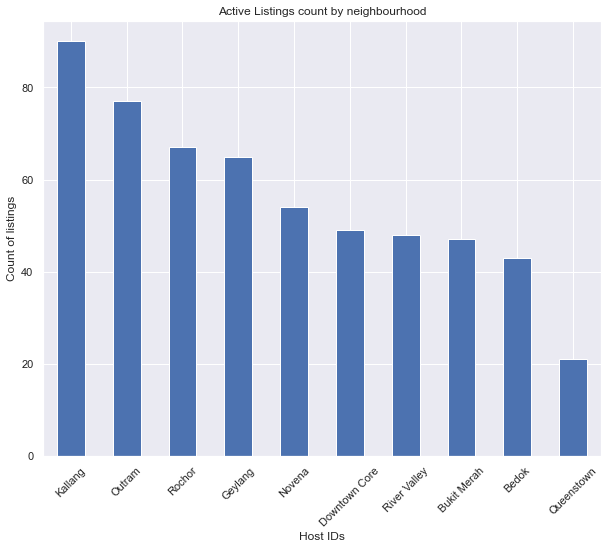 Active Listings count by neighbourhood
Count of listings
80
60
40
20
0
Kallang
Outram
Rochor
Geylang
Novena
Downtown Core
River Valley
Bukit Merah
Bedok
Queenstown
Host IDs